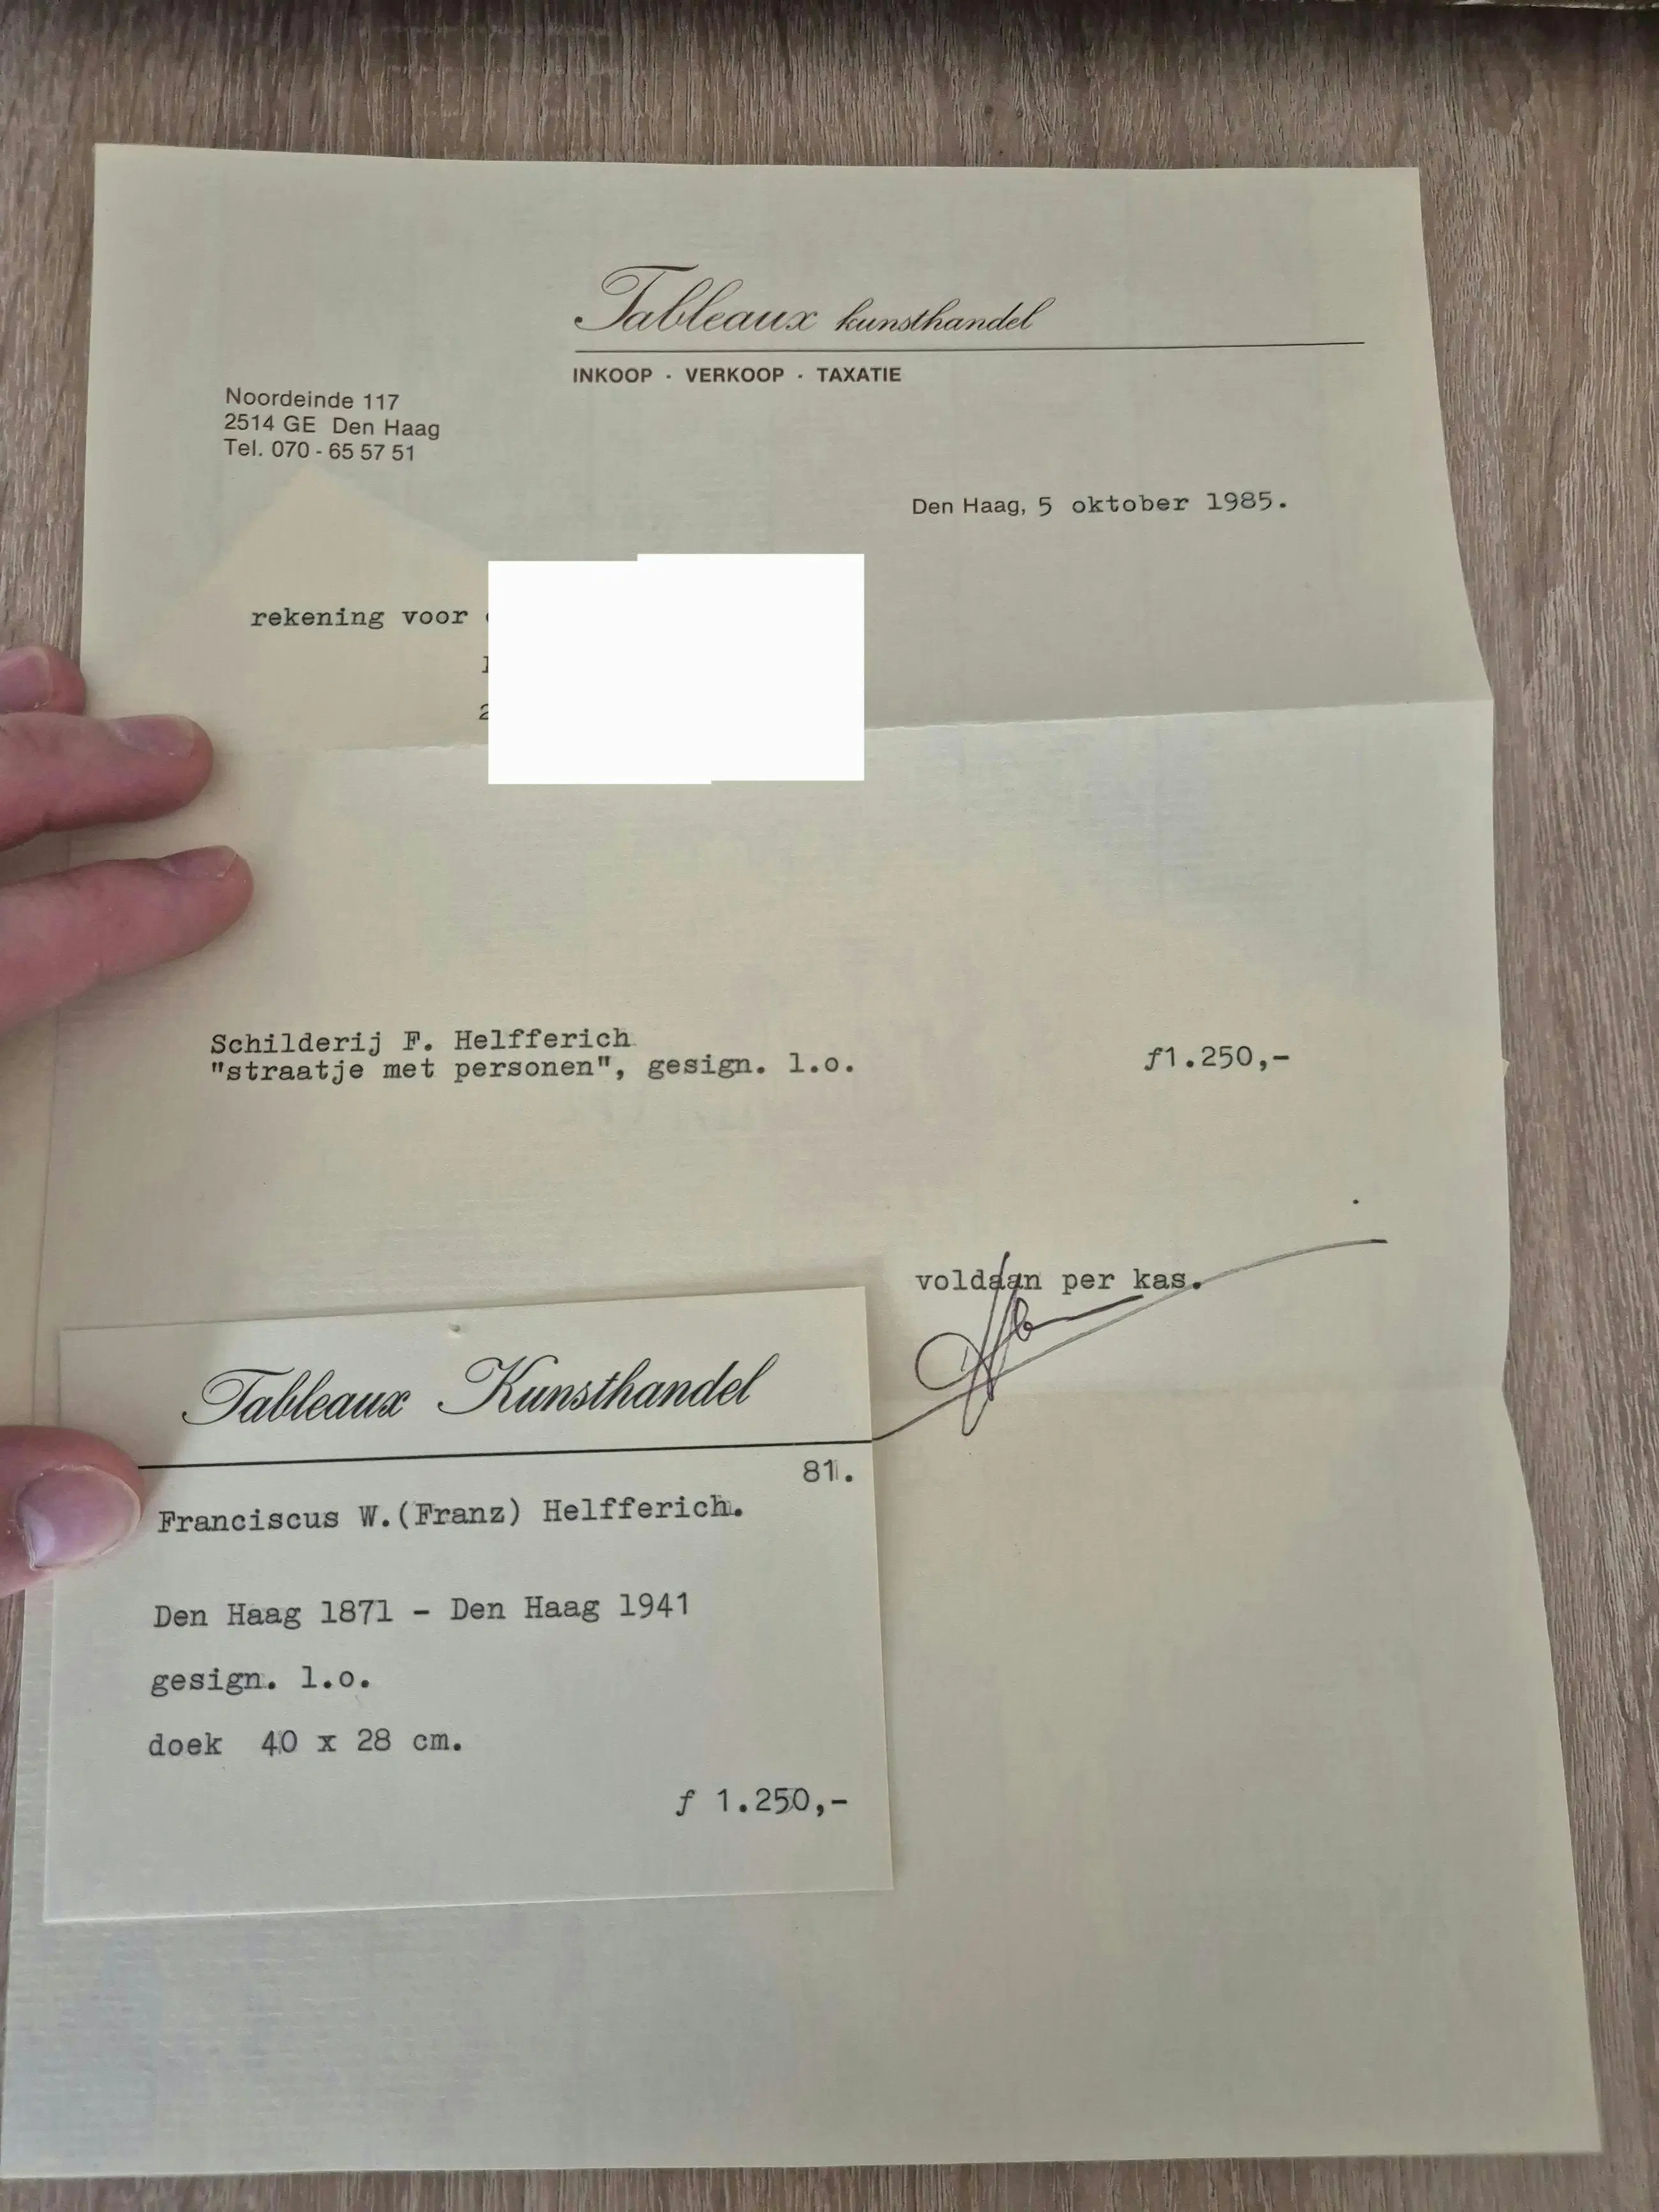 Tableaux kunsthandel
INKOOP · VERKOOP · TAXATIE
Noordeinde 117
2514 GE Den Haag
Tel. 070 - 65 57 51
Den Haag, 5 oktober 1985.
rekening voor
2
Schilderij F. Helfferich
"straatje met personen", gesign. l.o. ƒ1.250,-
voldaan per kas.
Tableaux Kunsthandel
81.
Franciscus W.(Franz) Helfferich.
Den Haag 1871 - Den Haag 1941
gesign. l.o.
doek 40 x 28 cm.
ƒ 1.250,-